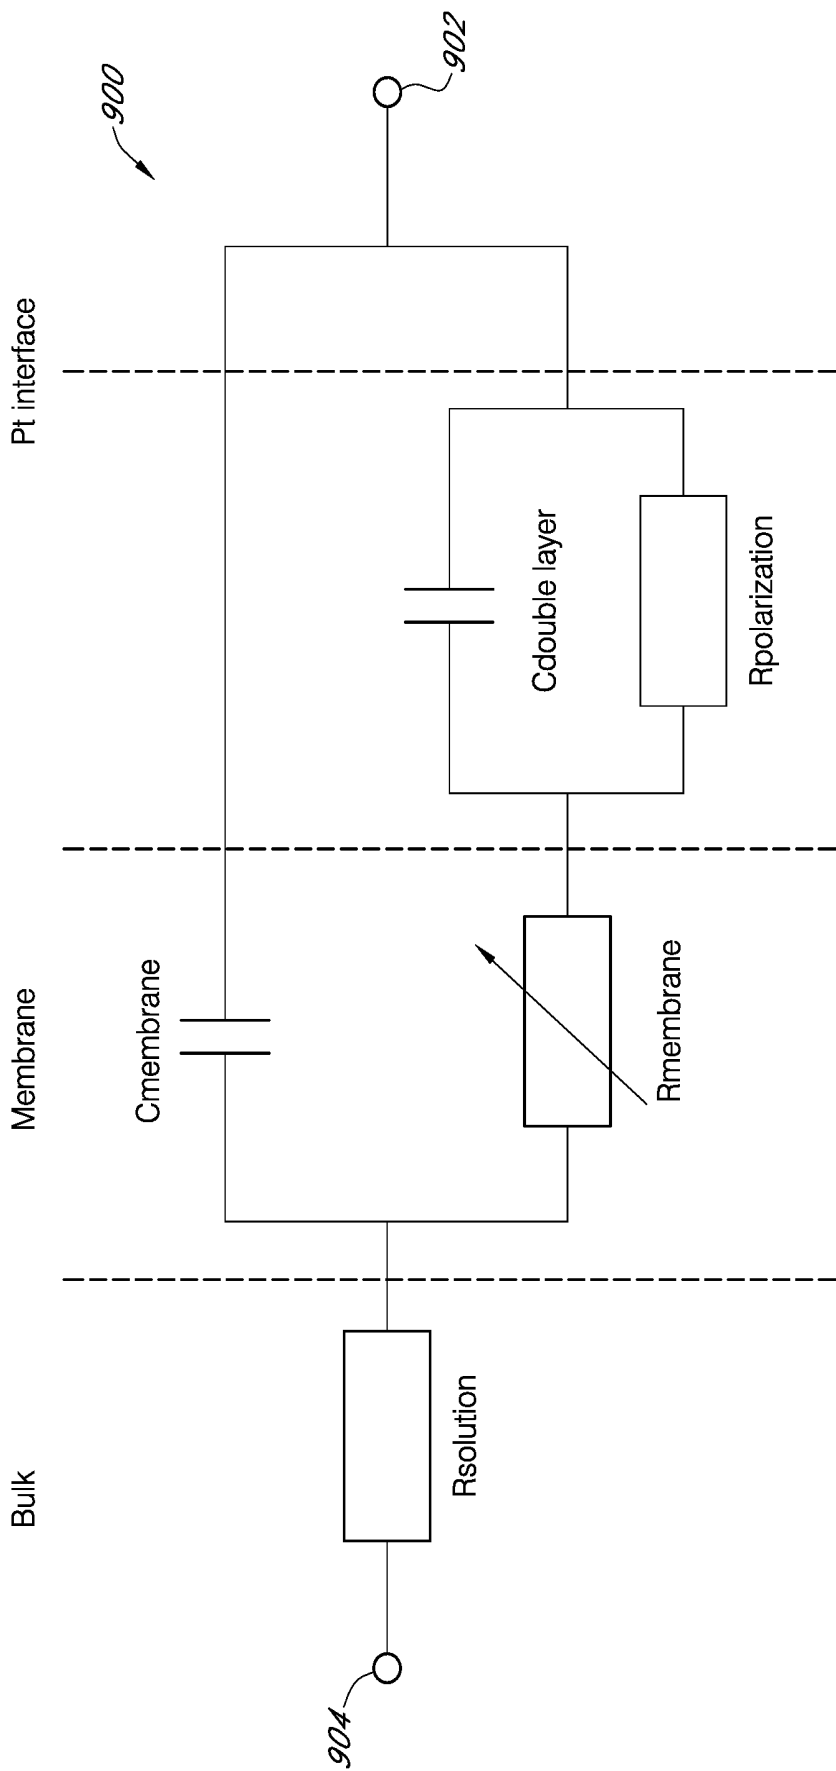 900
902
Bulk
Membrane
Pt interface
Cmembrane
Cdouble layer
904
Rsolution
Rmembrane
Rpolarization